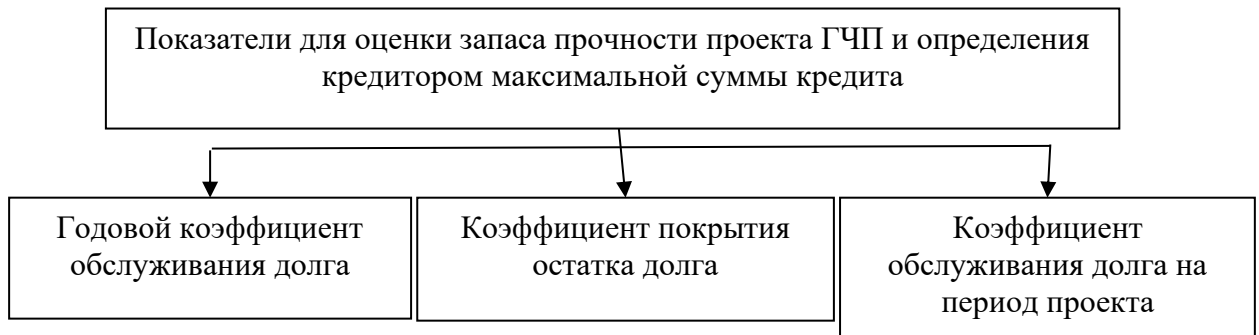 Показатели для оценки запаса прочности проекта ГЧП и определения
кредитором максимальной суммы кредита
Годовой коэффициент
обслуживания долга
Коэффициент покрытия
остатка долга
Коэффициент
обслуживания долга на
период проекта